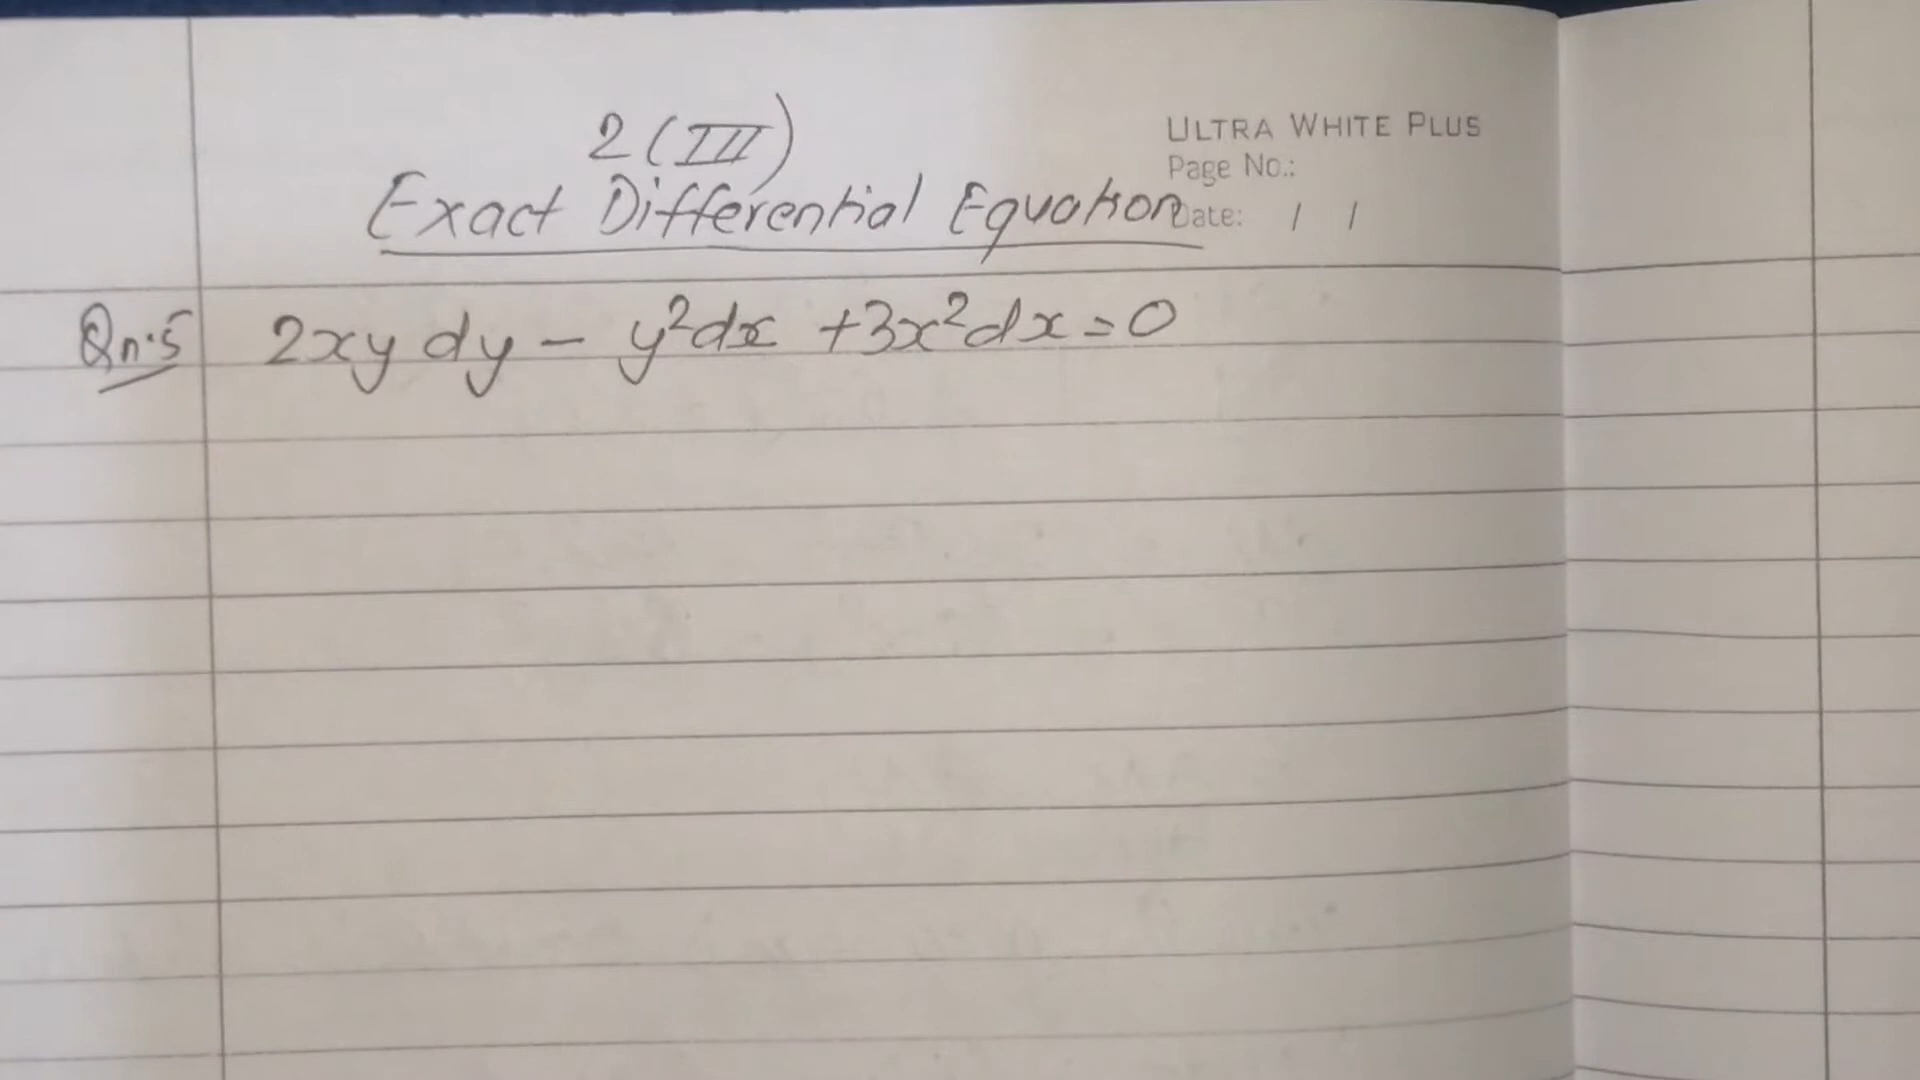 2 (III)
ULTRA WHITE PLUS
Page No.:
Exact Differential Equation
Date: / /
Qn.5 2xy dy - y²dx +3x²dx=0